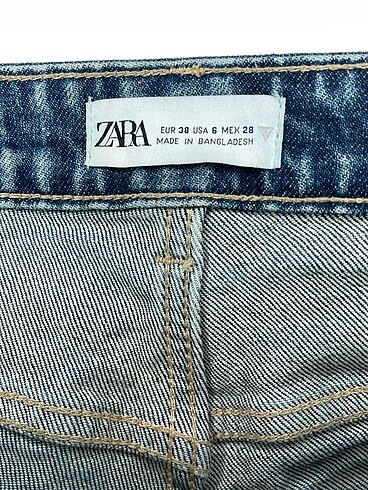 ZARA
EUR 38 USA 6 MEX 28
MADE IN BANGLADESH